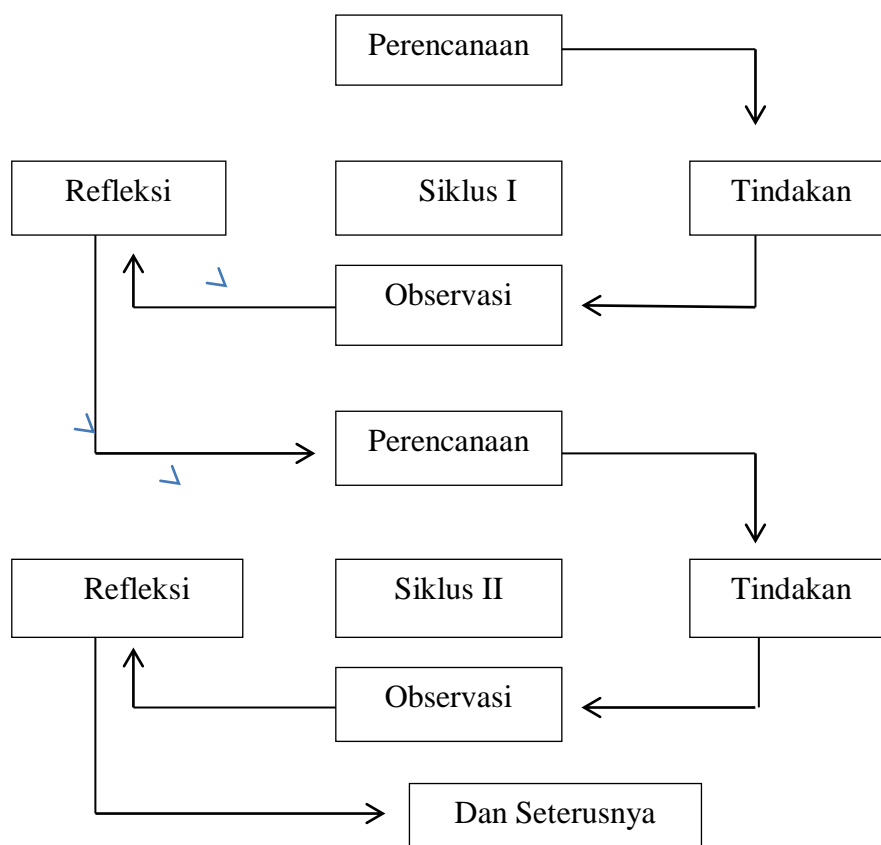 Perencanaan
Refleksi
Siklus I
Tindakan
Observasi
Perencanaan
Refleksi
Siklus II
Tindakan
Observasi
Dan Seterusnya